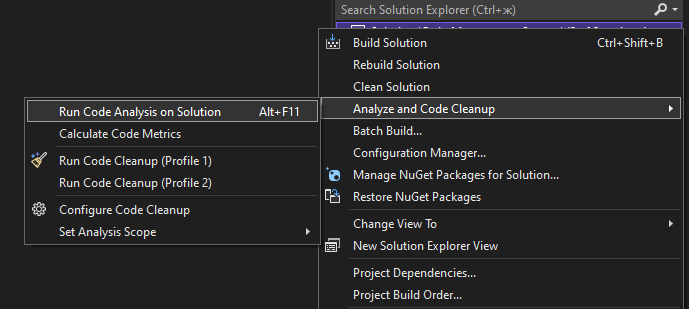 Search Solution Explorer (Ctrl+ж)
Build Solution Ctrl+Shift+B
Rebuild Solution
Clean Solution
Analyze and Code Cleanup
Batch Build...
Configuration Manager...
Manage NuGet Packages for Solution...
Restore NuGet Packages
Change View To
New Solution Explorer View
Project Dependencies...
Project Build Order...
Run Code Analysis on Solution Alt+F11
Calculate Code Metrics
Run Code Cleanup (Profile 1)
Run Code Cleanup (Profile 2)
Configure Code Cleanup
Set Analysis Scope